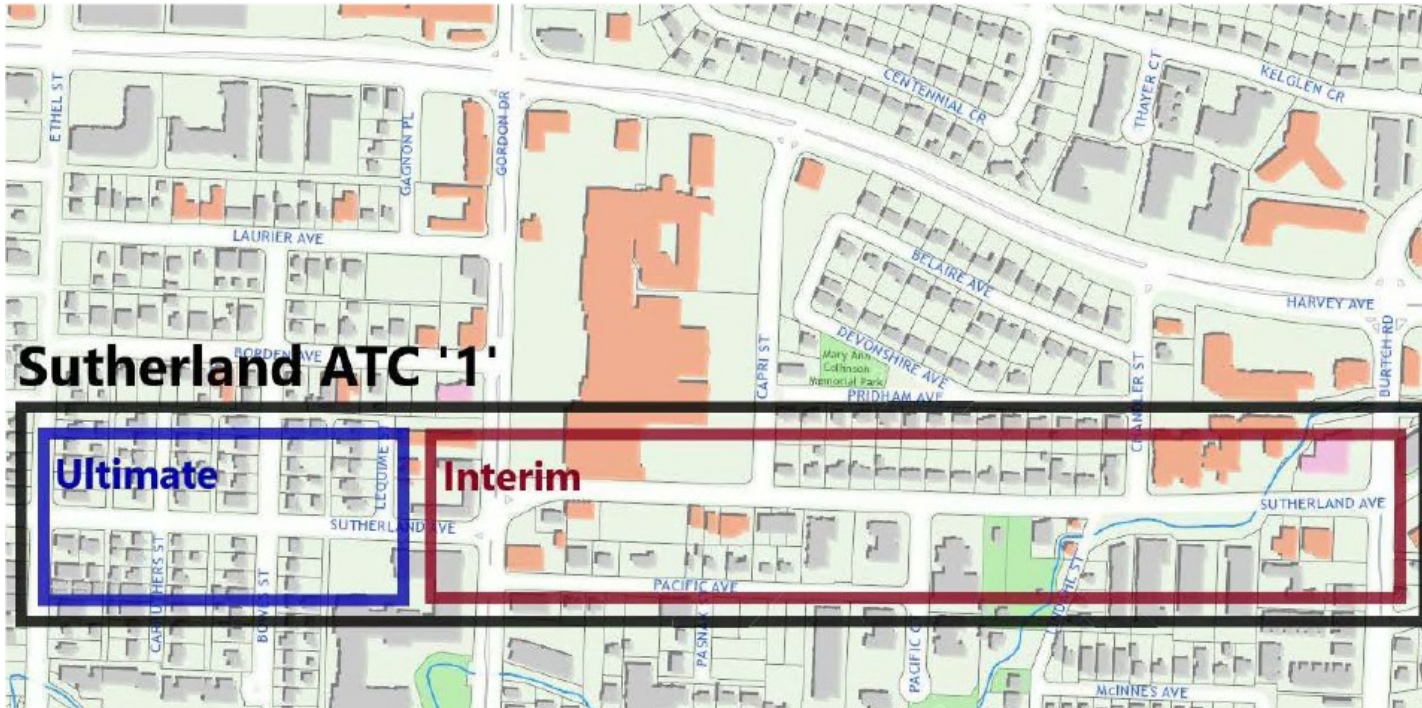 CENTENNIAL CR
THAYER CT
KELGLEN CR
ETHEL ST
GAGNON PL
GORDON DR
LAURIER AVE
BELAIRE AVE
HARVEY AVE
BURTCH RD
CAPRI ST
DEVONSHIRE AVE
Mary Ann
Collinson
Memorial Park
PRIDHAM AVE
CHANDLER ST
BORDEN AVE
Sutherland ATC '1'
Ultimate
Interim
LEQUIME ST
SUTHERLAND AVE
SUTHERLAND AVE
CARRUTHERS ST
BOWES ST
PACIFIC AVE
PACIFIC CT
McINNES AVE